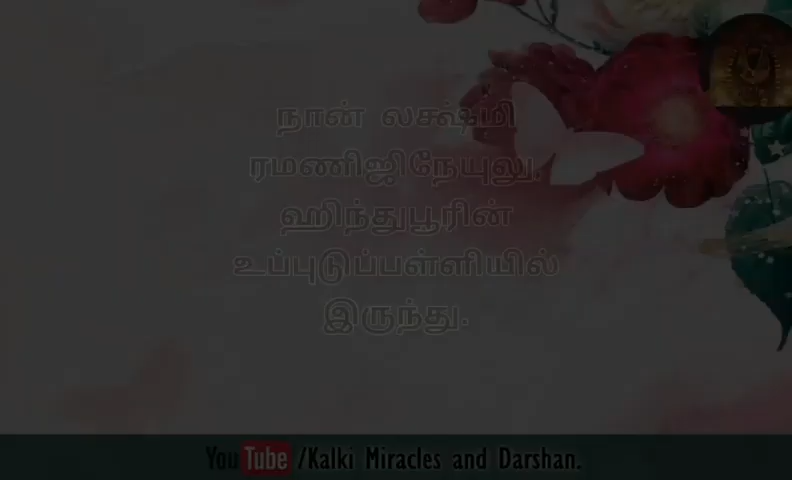 நான் லக்ஷ்மி
ரமணிஜிநேயுலு,
ஹிந்துபூரின்
உப்புடுப்பள்ளியில்
இருந்து.
YouTube /Kalki Miracles and Darshan.